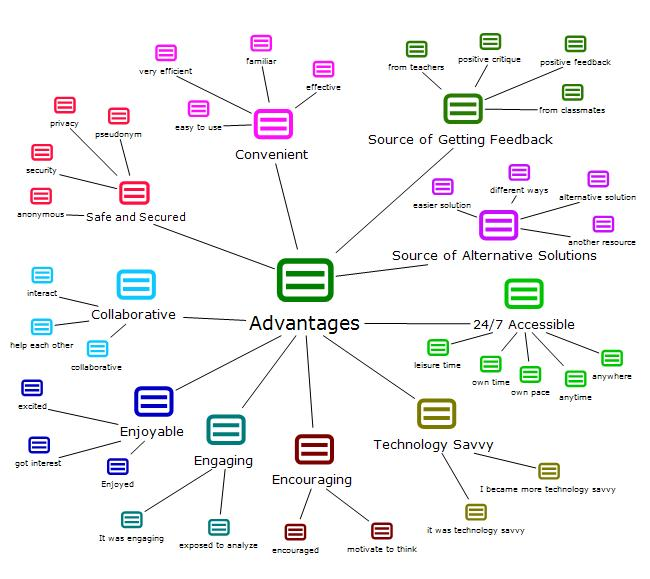 familiar
very efficient
effective
easy to use
Convenient
from teachers
positive critique
positive feedback
from classmates
Source of Getting Feedback
privacy
pseudonym
security
anonymous
Safe and Secured
easier solution
different ways
alternative solution
another resource
Source of Alternative Solutions
interact
Collaborative
help each other
collaborative
Advantages
24/7 Accessible
leisure time
own time
own pace
anytime
anywhere
excited
Enjoyable
got interest
Enjoyed
Engaging
It was engaging
exposed to analyze
Encouraging
encouraged
motivate to think
Technology Savvy
I became more technology savvy
it was technology savvy